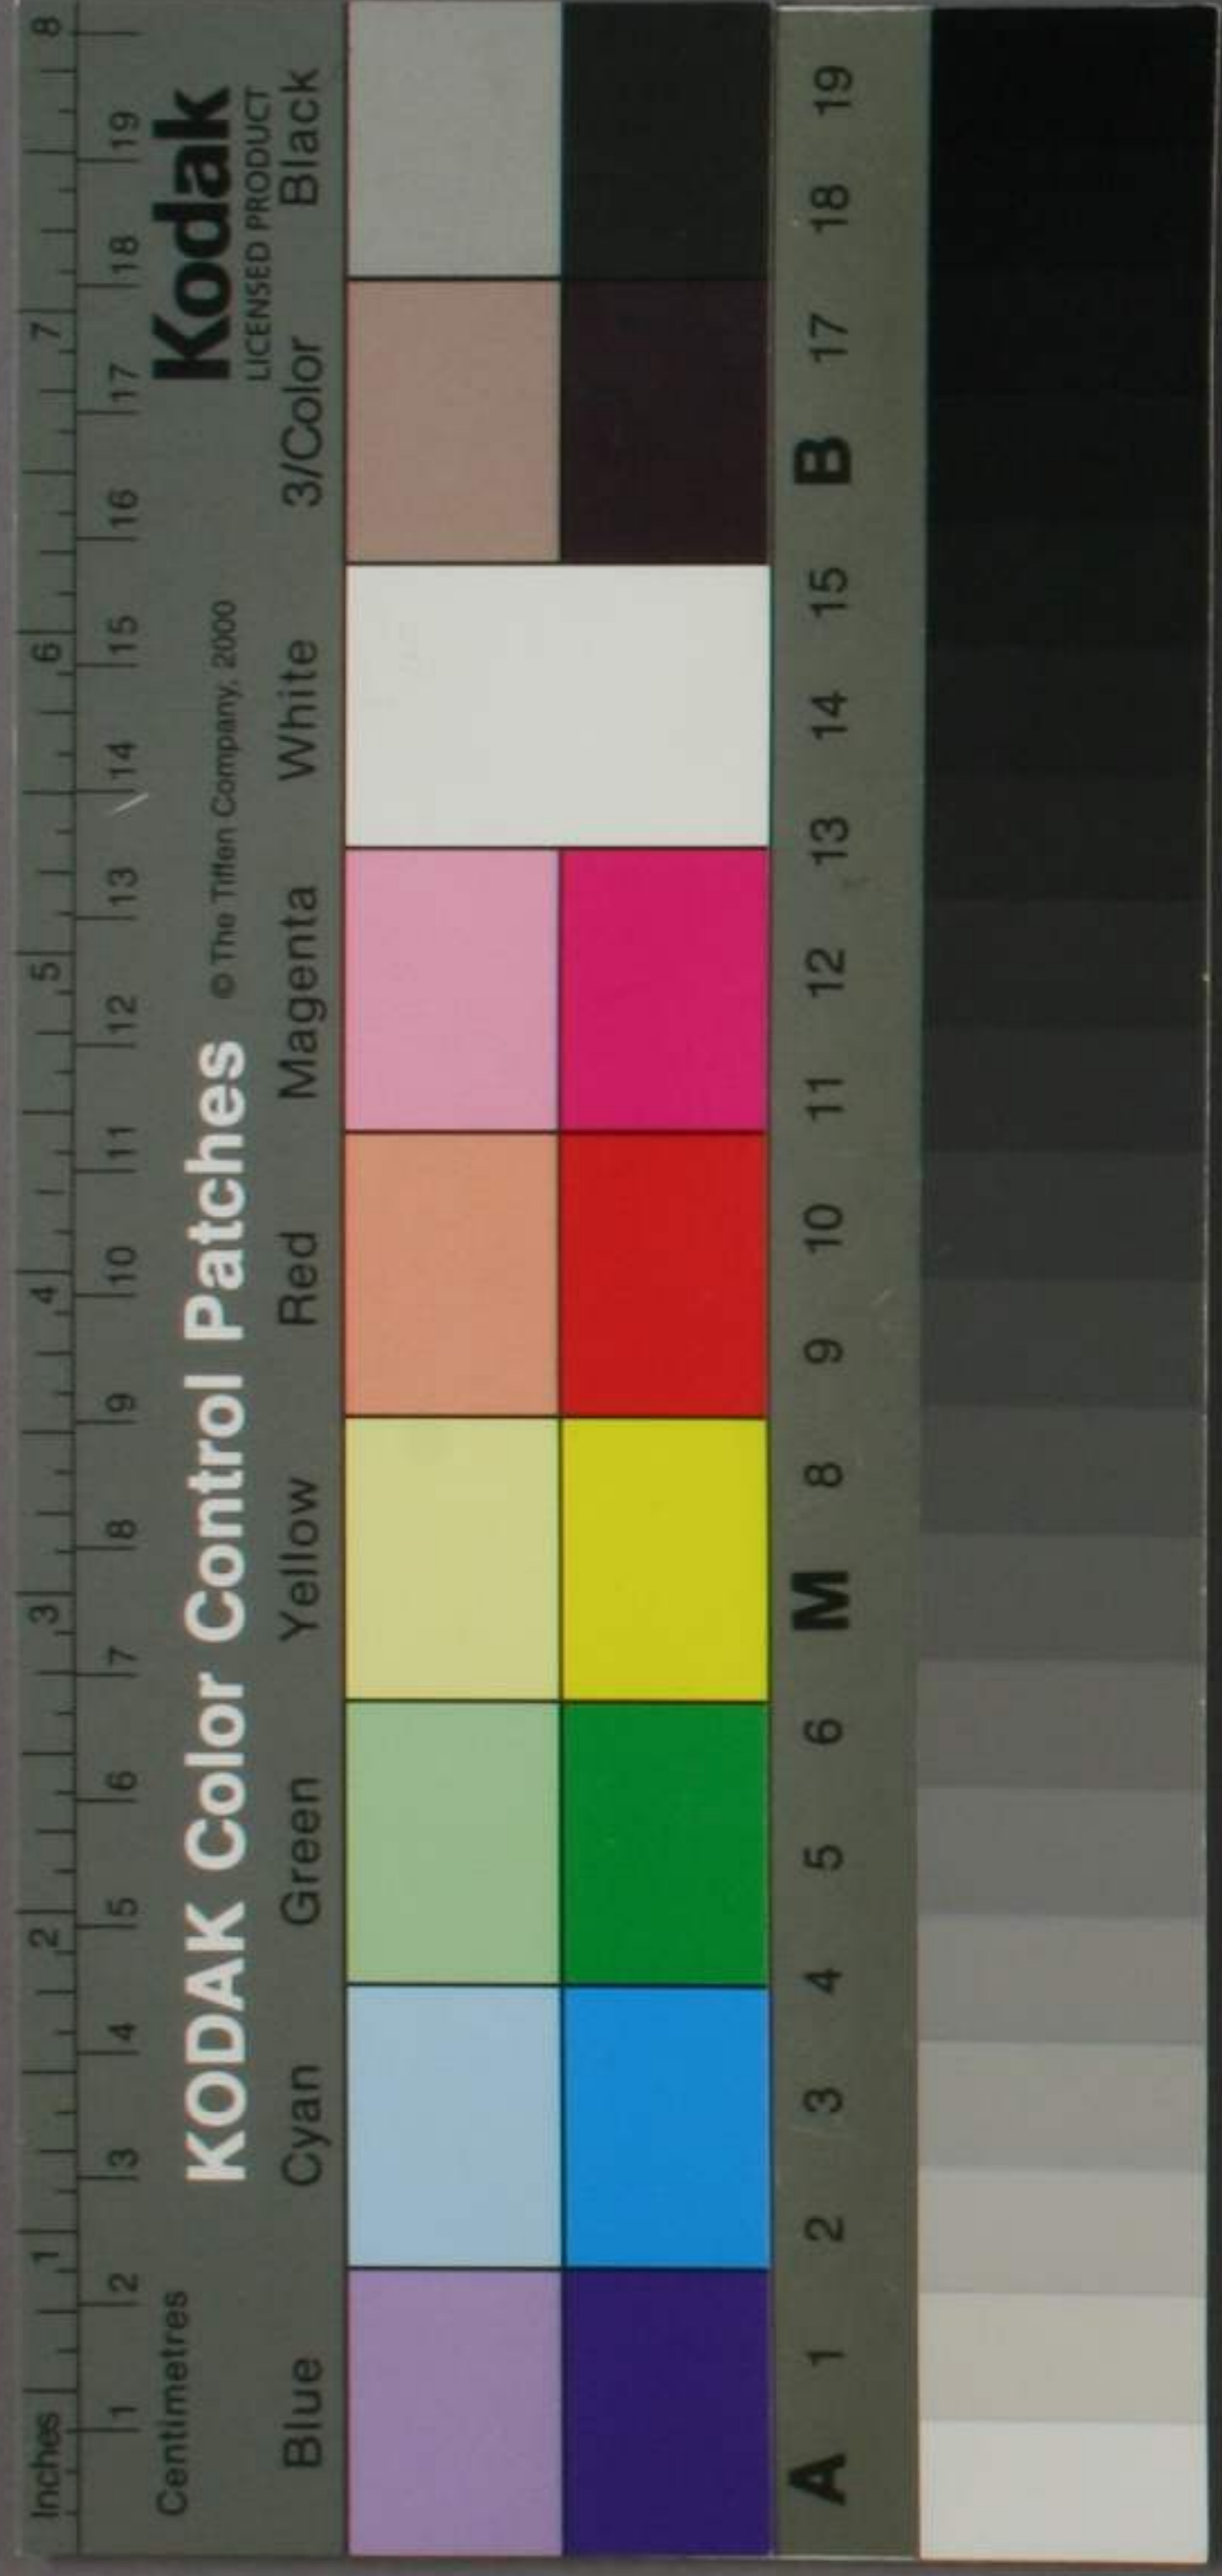 Inches 1 2 3 4 5 6 7 8
1 2 3 4 5 6 7 8 9 10 11 12 13 14 15 16 17 18 19
Centimetres
KODAK Color Control Patches © The Tiffen Company, 2000
Kodak
LICENSED PRODUCT
Blue Cyan Green Yellow Red Magenta White 3/Color Black
A 1 2 3 4 5 6 M 8 9 10 11 12 13 14 15 B 17 18 19